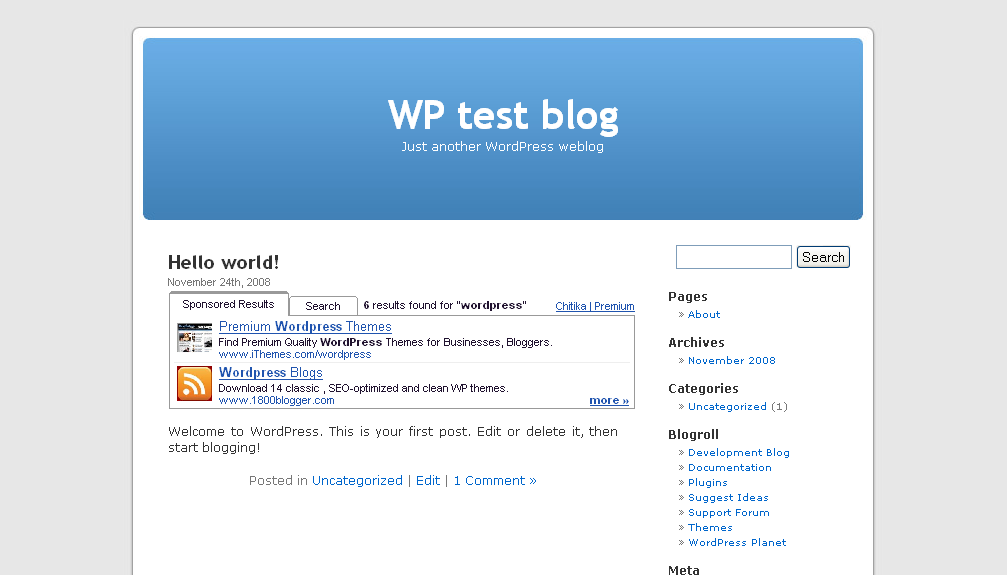 WP test blog
Just another WordPress weblog
Hello world!
November 24th, 2008
Sponsored Results
Search
6 results found for "wordpress"
Chitika | Premium
Premium Wordpress Themes
Find Premium Quality WordPress Themes for Businesses, Bloggers.
www.iThemes.com/wordpress
Wordpress Blogs
Download 14 classic , SEO-optimized and clean WP themes.
www.1800blogger.com
more »
Welcome to WordPress. This is your first post. Edit or delete it, then
start blogging!
Posted in Uncategorized | Edit | 1 Comment »
Search
Pages
» About
Archives
» November 2008
Categories
» Uncategorized (1)
Blogroll
» Development Blog
» Documentation
» Plugins
» Suggest Ideas
» Support Forum
» Themes
» WordPress Planet
Meta